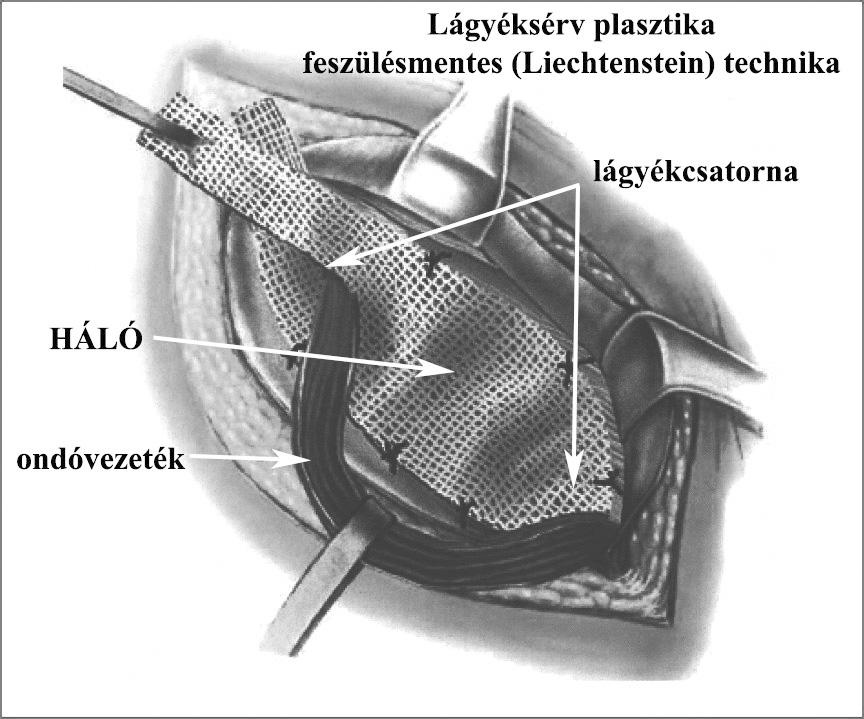 Lágyéksérv plasztika
feszülésmentes (Liechtenstein) technika
lágyékcsatorna
HÁLÓ
ondóvezeték